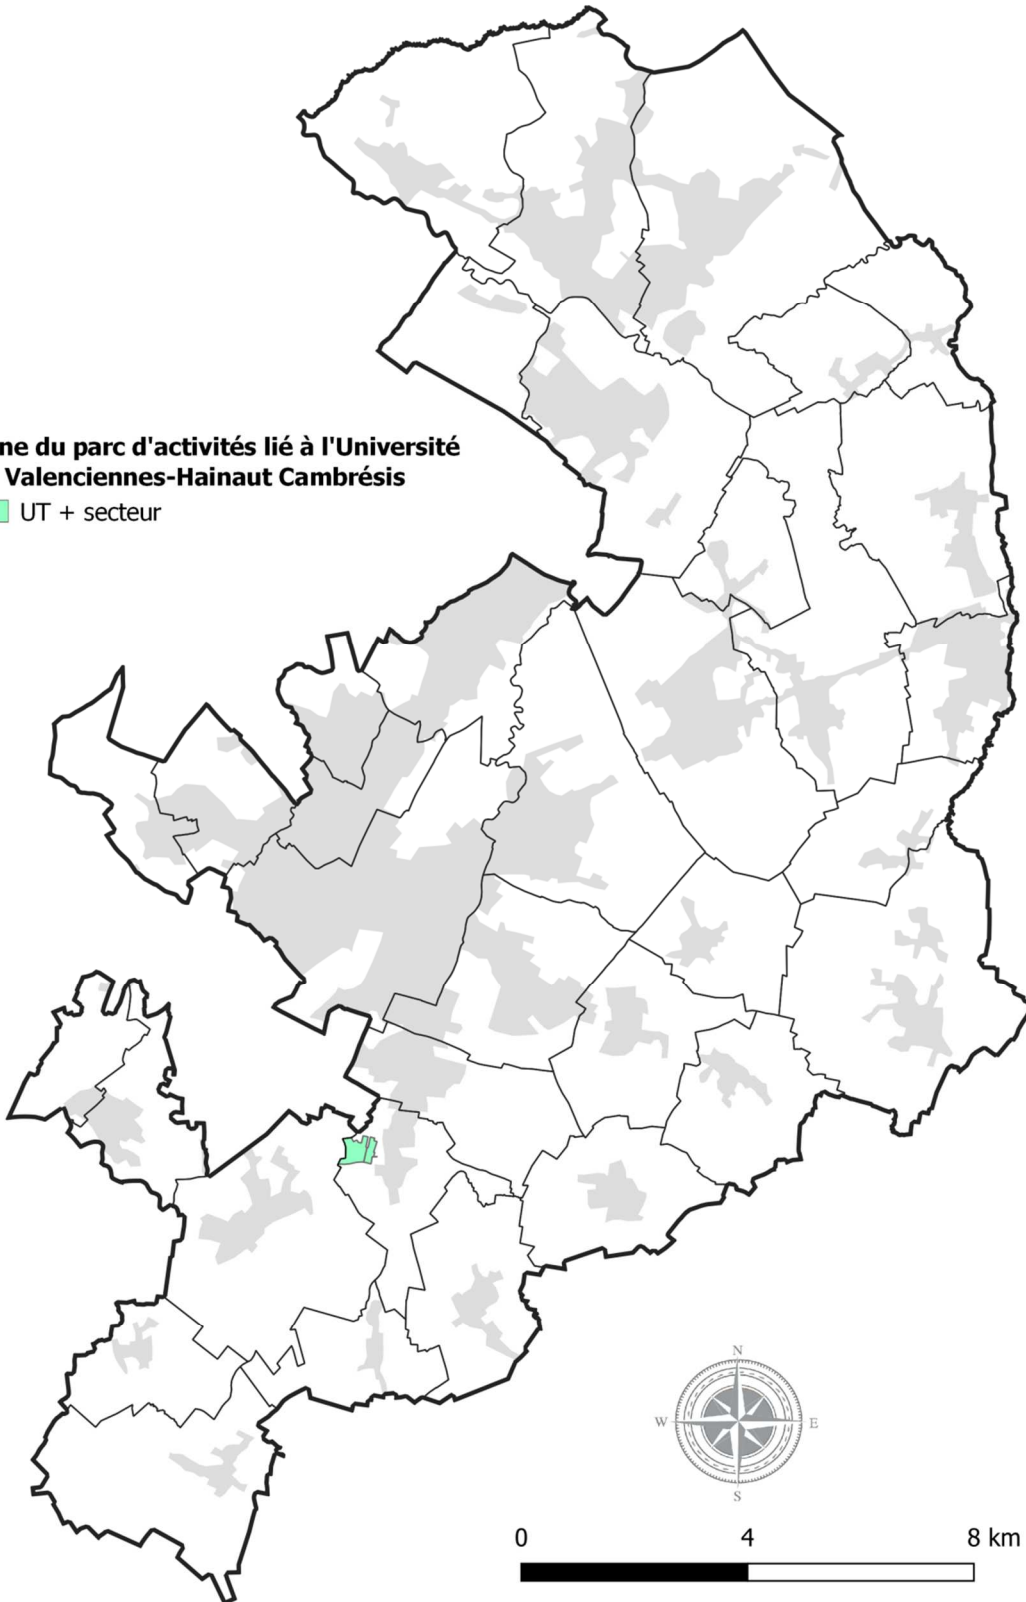 ne du parc d'activités lié à l'Université
Valenciennes-Hainaut Cambrésis
UT + secteur
N
W E
S
0 4 8 km